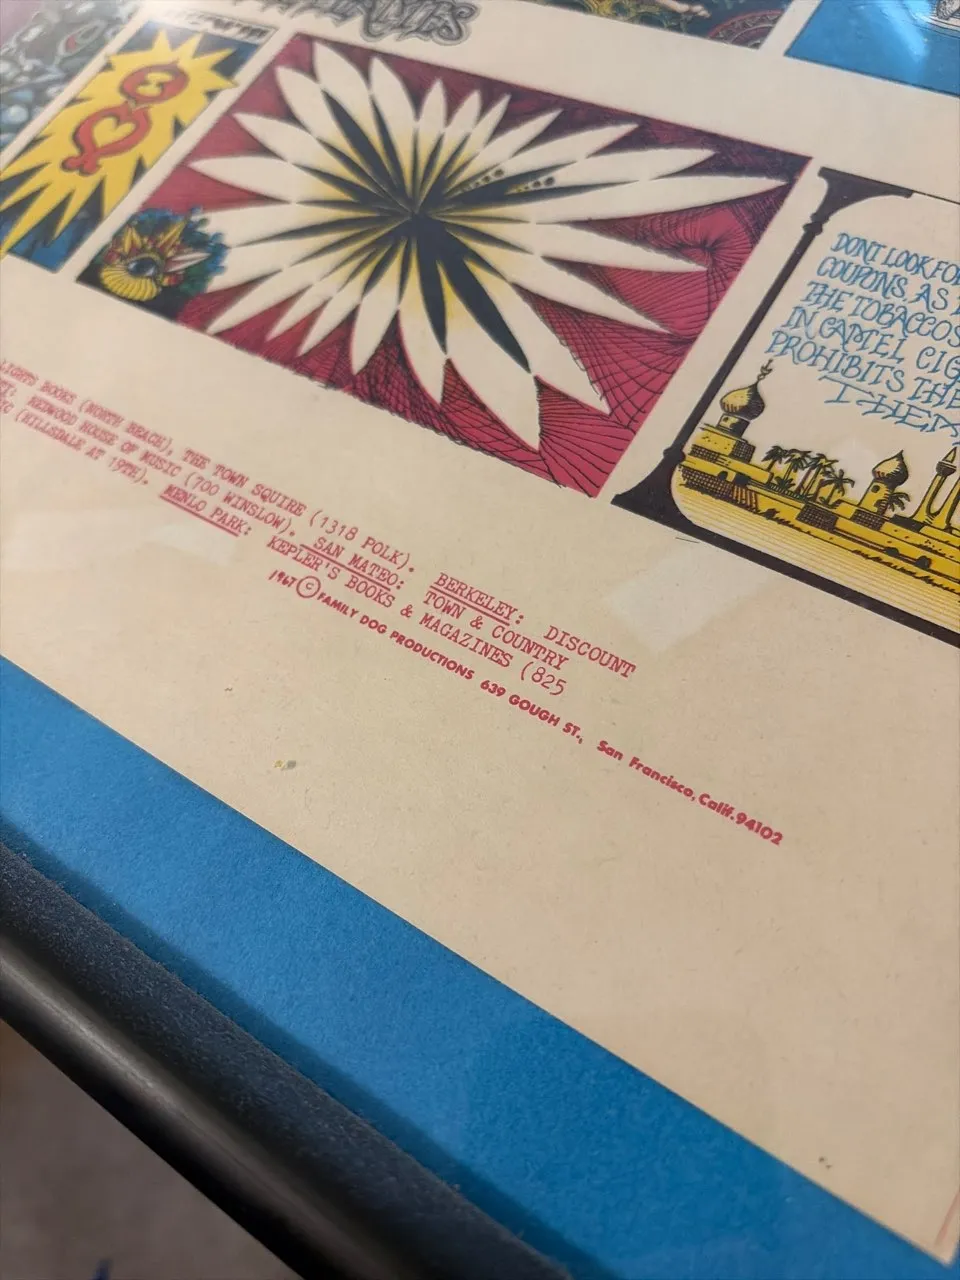 DONT LOOK FO
COUPONS, AS
THE TOBACCOS
IN CAMEL CIG
PROHIBITS THE
LIGHTS BOOKS (NORTH BEACH), THE TOWN SQUIRE (1318 POLK). BERKELEY: DISCOUNT
REDWOOD HOUSE OF MUSIC (700 WINSLOW). SAN MATEO: TOWN & COUNTRY
(HILLSDALE AT 19TH). MENLO PARK: KEPLER'S BOOKS & MAGAZINES (825
1967 © FAMILY DOG PRODUCTIONS 639 GOUGH ST., San Francisco, Calif. 94102